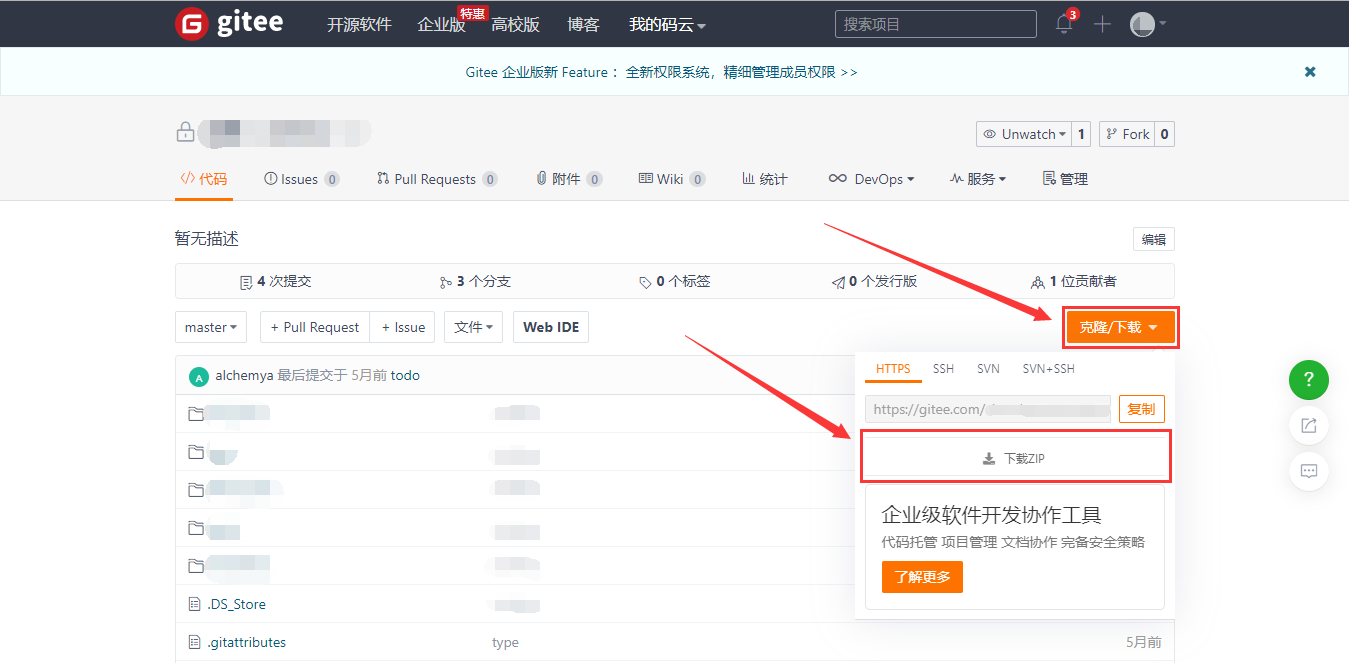 gitee 开源软件 企业版 特惠 高校版 博客 我的码云 搜索项目 3
Gitee 企业版新 Feature ：全新权限系统，精细管理成员权限 >>
Unwatch 1 Fork 0
代码 Issues 0 Pull Requests 0 附件 0 Wiki 0 统计 DevOps 服务 管理
暂无描述 编辑
4 次提交 3 个分支 0 个标签 0 个发行版 1 位贡献者
master + Pull Request + Issue 文件 Web IDE 克隆/下载
HTTPS SSH SVN SVN+SSH
A alchemya 最后提交于 5月前 todo
https://gitee.com/ 复制
下载ZIP
企业级软件开发协作工具
代码托管 项目管理 文档协作 完备安全策略
了解更多
.DS_Store
.gitattributes type 5月前
?